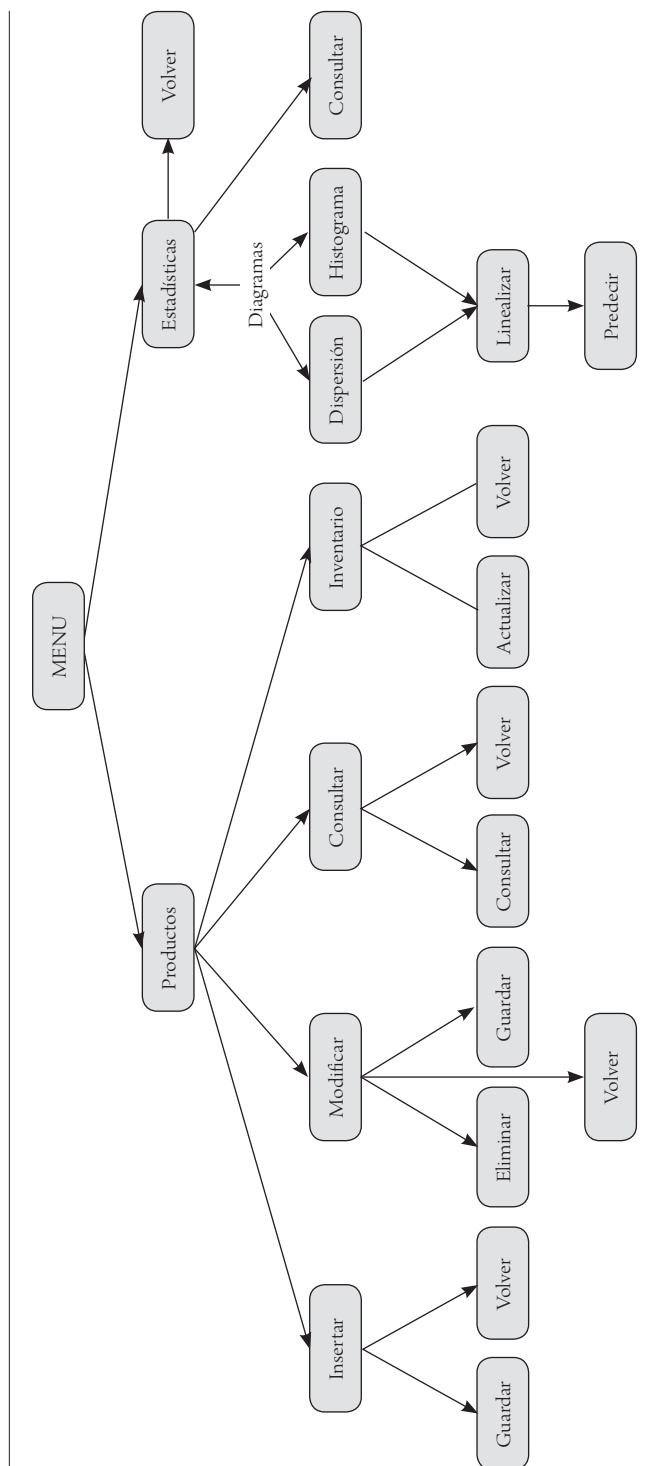 MENU
Productos
Estadísticas
Volver
Diagramas
Insertar
Modificar
Consultar
Inventario
Dispersión
Histograma
Consultar
Guardar
Volver
Eliminar
Guardar
Consultar
Volver
Actualizar
Volver
Linealizar
Volver
Predecir